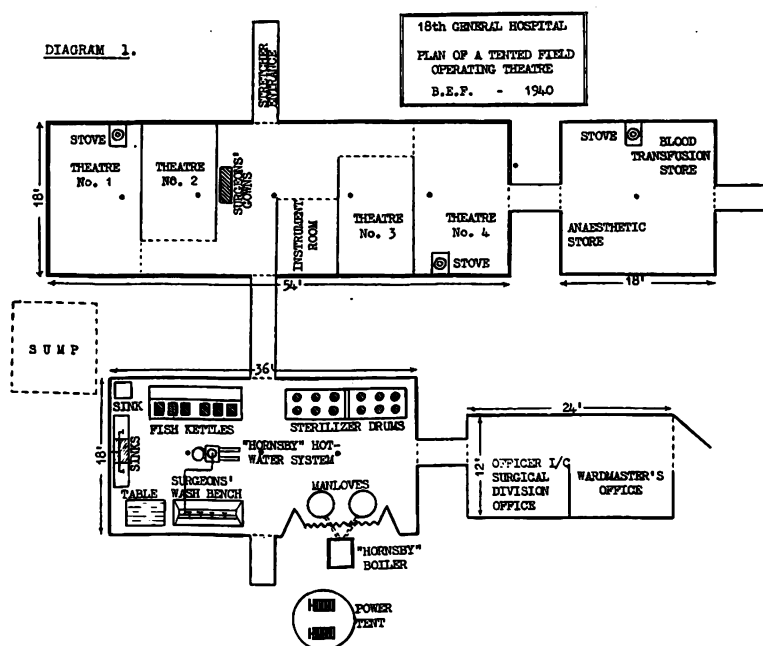 DIAGRAM 1.
18th GENERAL HOSPITAL
PLAN OF A TENTED FIELD
OPERATING THEATRE
B.E.F. - 1940
STRETCHER
ENTRANCE
STOVE
THEATRE
No. 1
THEATRE
No. 2
SURGEONS'
GOWNS
INSTRUMENT
ROOM
THEATRE
No. 3
THEATRE
No. 4
STOVE
18'
54'
STOVE
BLOOD
TRANSFUSION
STORE
ANAESTHETIC
STORE
18'
SUMP
36'
18'
SINK
FISH KETTLES
STERILIZER DRUMS
SINKS
"HORNSBY" HOT-
WATER SYSTEM
TABLE
SURGEONS'
WASH BENCH
MANLOVES
"HORNSBY"
BOILER
POWER
TENT
24'
12'
OFFICER I/C
SURGICAL
DIVISION
OFFICE
WARDMASTER'S
OFFICE